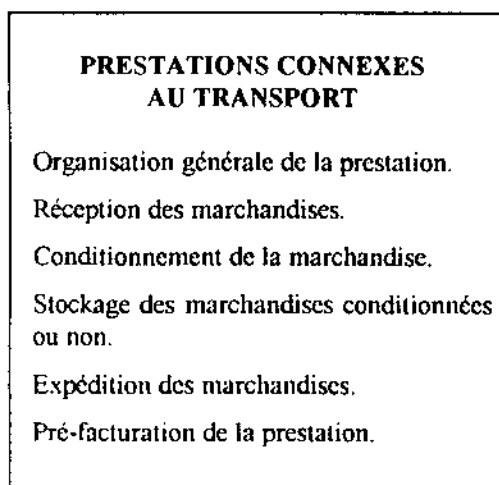 PRESTATIONS CONNEXES
AU TRANSPORT
Organisation générale de la prestation.
Réception des marchandises.
Conditionnement de la marchandise.
Stockage des marchandises conditionnées
ou non.
Expédition des marchandises.
Pré-facturation de la prestation.